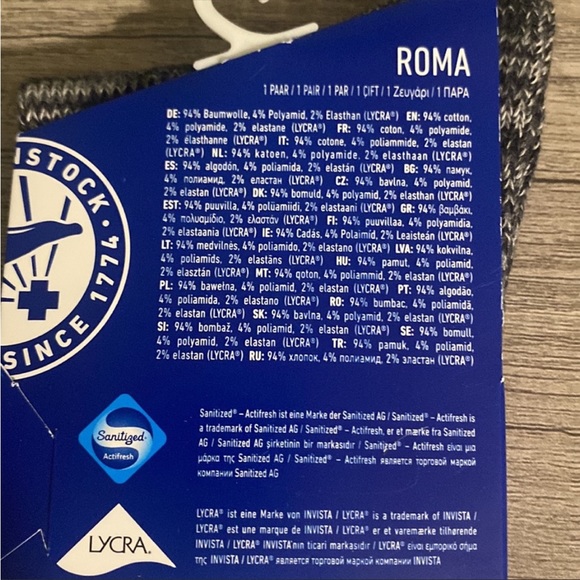 ROMA
1 PAAR / 1 PAIR / 1 PAR / 1 ÇIFT / 1 Ζευγάρι / 1 ПАРА
DE: 94% Baumwolle, 4% Polyamid, 2% Elasthan (LYCRA®) EN: 94% cotton,
4% polyamide, 2% elastane (LYCRA®) FR: 94% coton, 4% polyamide,
2% élasthanne (LYCRA®) IT: 94% cotone, 4% poliammide, 2% elastan
(LYCRA®) NL: 94% katoen, 4% polyamide, 2% elasthaan (LYCRA®)
ES: 94% algodón, 4% poliamida, 2% elastán (LYCRA®) BG: 94% памук,
4% полиамид, 2% еластан (LYCRA®) CZ: 94% bavlna, 4% polyamid,
2% elastan (LYCRA®) DK: 94% bomuld, 4% polyamid, 2% elasthan (LYCRA®)
EST: 94% puuvilla, 4% polüamiidi, 2% elastaani (LYCRA®) GR: 94% βαμβάκι,
4% πολυαμίδιο, 2% ελαστάν (LYCRA®) FI: 94% puuvillaa, 4% polyamidia,
2% elastaania (LYCRA®) IE: 94% Cadás, 4% Polaimíd, 2% Leaisteán (LYCRA®)
LT: 94% medvilnės, 4% poliamido, 2% elastano (LYCRA®) LVA: 94% kokvilna,
4% poliamīds, 2% elastāns (LYCRA®) HU: 94% pamut, 4% poliamid,
2% elasztán (LYCRA®) MT: 94% qoton, 4% poliammid, 2% elastan (LYCRA®)
PL: 94% bawełna, 4% poliamid, 2% elastan (LYCRA®) PT: 94% algodão,
4% poliamida, 2% elastano (LYCRA®) RO: 94% bumbac, 4% poliamidă,
2% elastan (LYCRA®) SK: 94% bavlna, 4% polyamid, 2% elastan (LYCRA®)
SI: 94% bombaž, 4% poliamid, 2% elastan (LYCRA®) SE: 94% bomull,
4% polyamid, 2% elastan (LYCRA®) TR: 94% pamuk, 4% poliamid,
2% elastan (LYCRA®) RU: 94% хлопок, 4% полиамид, 2% эластан (LYCRA®)
NSTOCK · SINCE 1774
Sanitized®
Actifresh
Sanitized® - Actifresh ist eine Marke der Sanitized AG / Sanitized® - Actifresh is
a trademark of Sanitized AG / Sanitized® - Actifresh, er et mærke fra Sanitized
AG / Sanitized AG şirketinin bir markasıdır / Sanitized® - Actifresh είναι μια
μάρκα της Sanitized AG / Sanitized® - Actifresh является торговой маркой
компании Sanitized AG
LYCRA®
LYCRA® ist eine Marke von INVISTA / LYCRA® is a trademark of INVISTA /
LYCRA® est une marque de INVISTA / LYCRA® er et varemærke tilhørende
INVISTA / LYCRA® INVISTA'nın ticari markasıdır / LYCRA® είναι εμπορικό σήμα
της INVISTA / LYCRA® является торговой маркой компании INVISTA